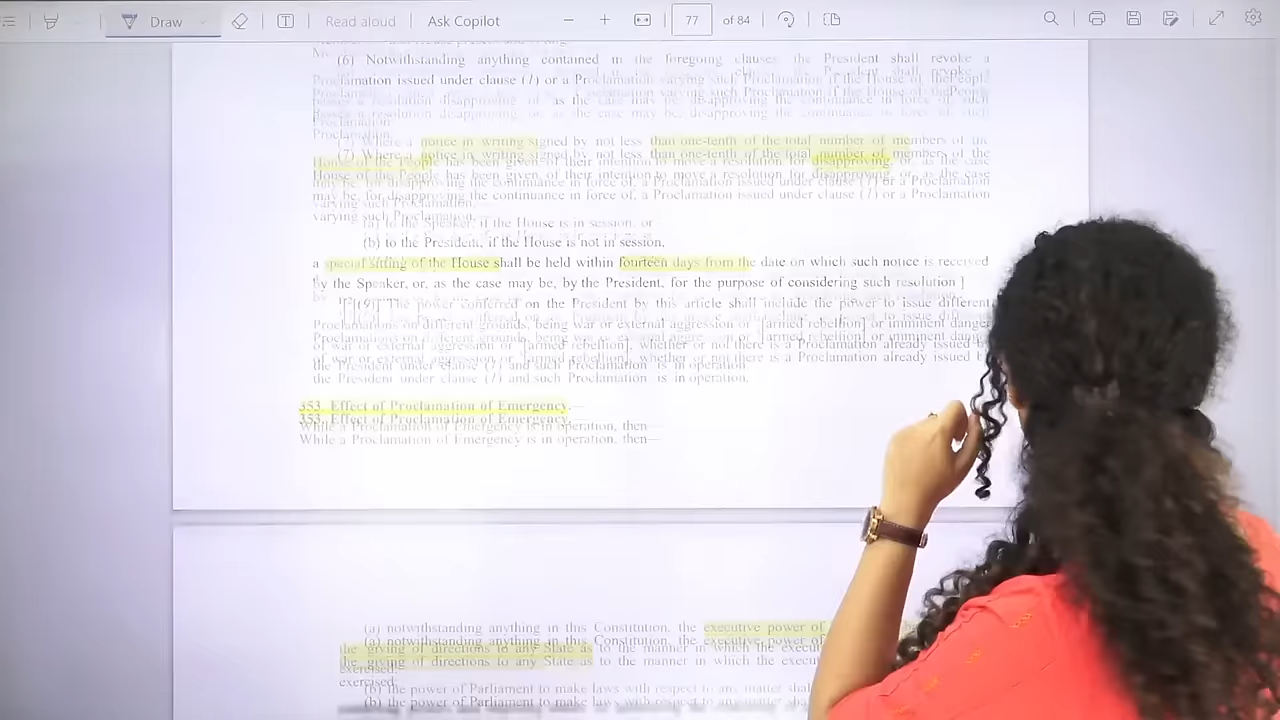 Draw
Read aloud
Ask Copilot
77 of 84
(6) Notwithstanding anything contained in the foregoing clauses, the President shall revoke a
Proclamation issued under clause (1) or a Proclamation varying such Proclamation if the House of the People
passes a resolution disapproving, or, as the case may be, disapproving the continuance in force of, such
Proclamation.
(7) Where a notice in writing signed by not less than one-tenth of the total number of members of the
House of the People has been given, of their intention to move a resolution for disapproving, or, as the case
may be, for disapproving the continuance in force of, a Proclamation issued under clause (1) or a Proclamation
varying such Proclamation,—
(a) to the Speaker, if the House is in session, or
(b) to the President, if the House is not in session,
a special sitting of the House shall be held within fourteen days from the date on which such notice is received
by the Speaker, or, as the case may be, by the President, for the purpose of considering such resolution.]
[(9) The power conferred on the President by this article shall include the power to issue different
Proclamations on different grounds, being war or external aggression or [armed rebellion] or imminent danger
of war or external aggression or [armed rebellion], whether or not there is a Proclamation already issued by
the President under clause (1) and such Proclamation is in operation.
353. Effect of Proclamation of Emergency.—
While a Proclamation of Emergency is in operation, then—
(a) notwithstanding anything in this Constitution, the executive power of
the giving of directions to any State as to the manner in which the
exercised;
(b) the power of Parliament to make laws with respect to any matter